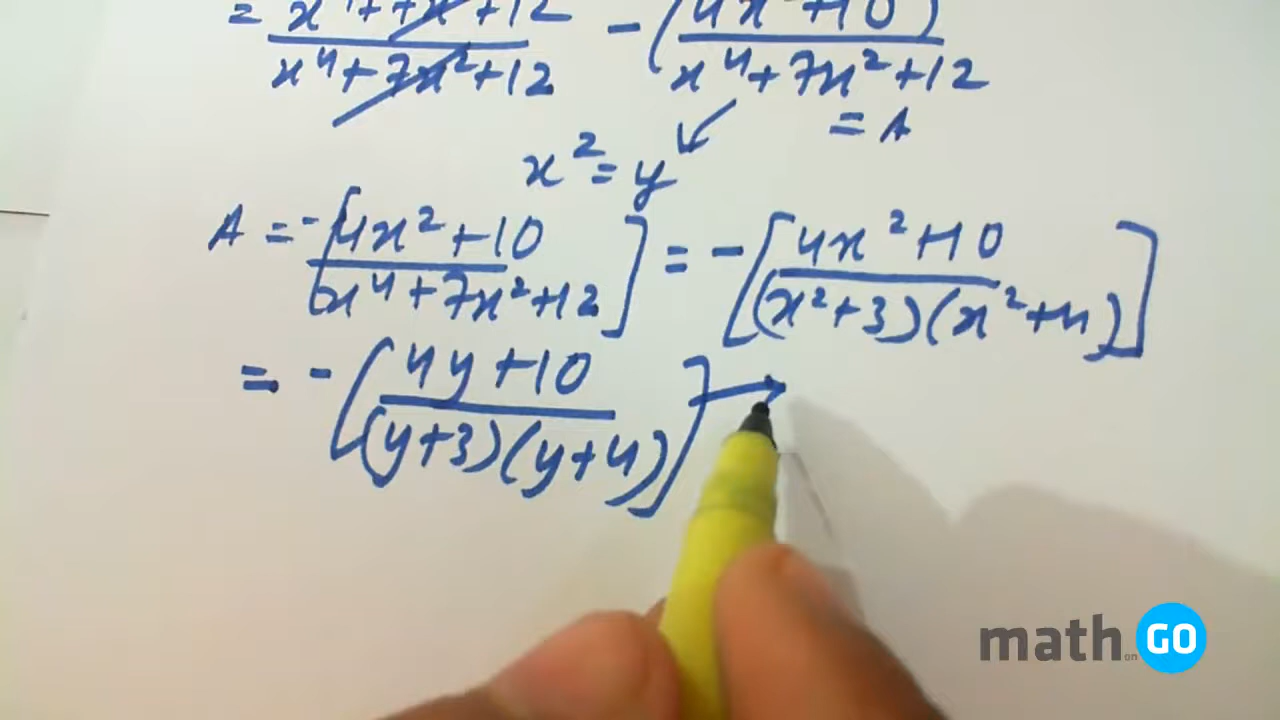 = x⁴ + 7x² + 12 / x⁴ + 7x² + 12 - (4x² + 10) / x⁴ + 7x² + 12
= A
x² = y
A = -[4x² + 10 / x⁴ + 7x² + 12] = -[4x² + 10 / (x² + 3)(x² + 4)]
= -[4y + 10 / (y + 3)(y + 4)] →
math on GO